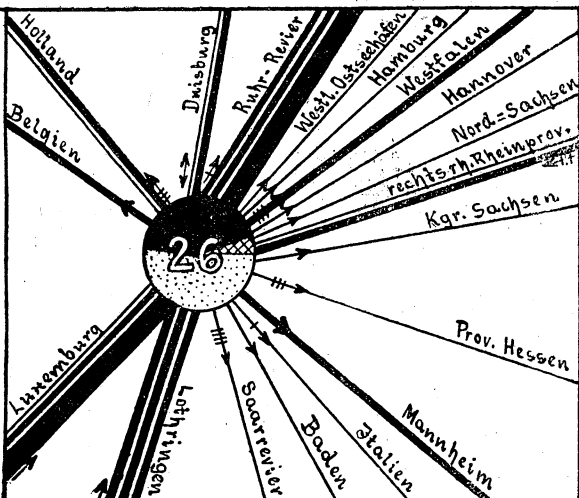 Holland
Belgien
Duisburg
Ruhr-Revier
Westl. Ostseehäfen
Hamburg
Westfalen
Hannover
Nord=Sachsen
rechtsrh. Rheinprov.
Kgr. Sachsen
Prov. Hessen
Mannheim
Italien
Baden
Saarrevier
Lothringen
Luxemburg
26